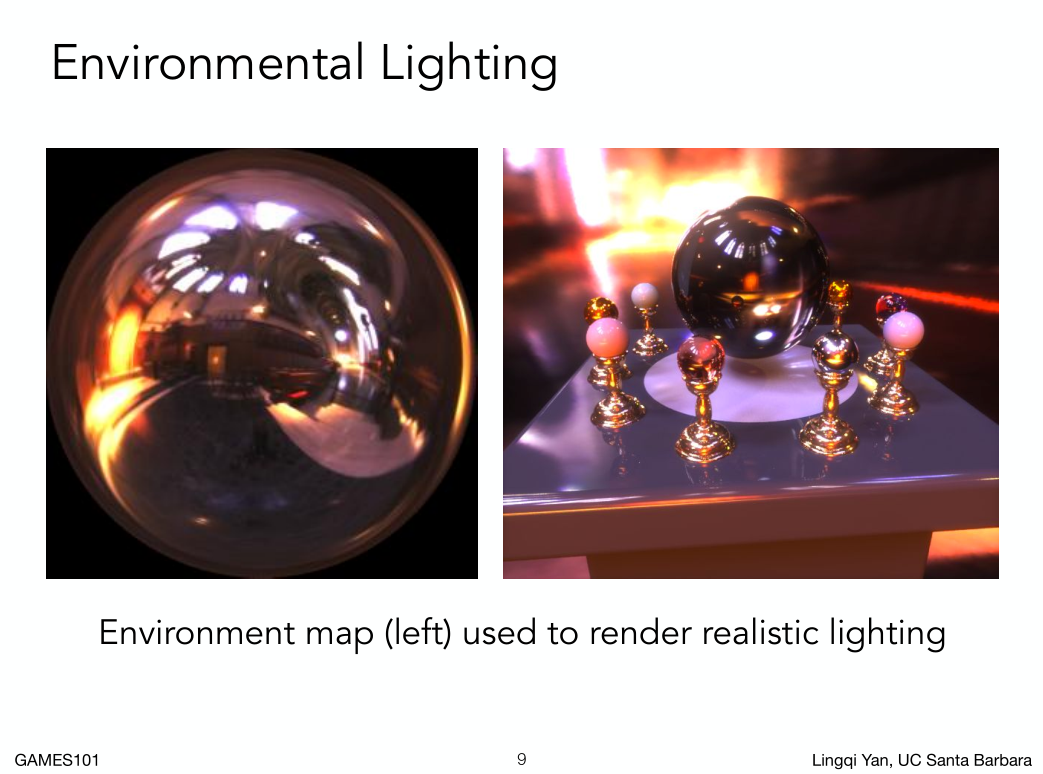 Environmental Lighting
Environment map (left) used to render realistic lighting
GAMES101
9
Lingqi Yan, UC Santa Barbara